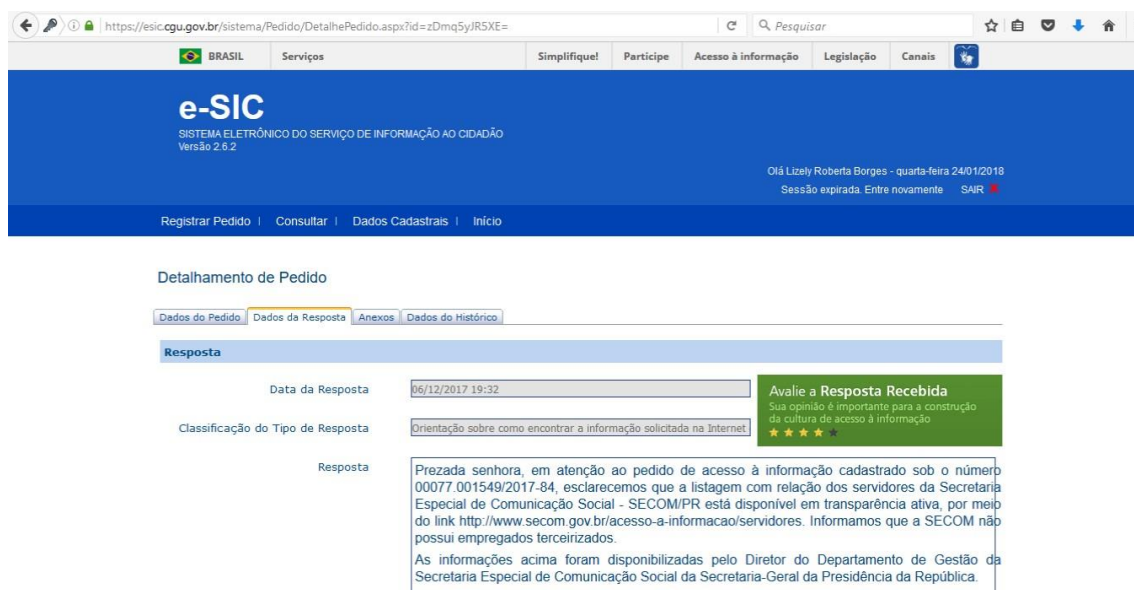 https://esic.cgu.gov.br/sistema/Pedido/DetalhePedido.aspx?id=zDmq5yJR5XE=
Pesquisar
BRASIL Serviços Simplifique! Participe Acesso à informação Legislação Canais
e-SIC
SISTEMA ELETRÔNICO DO SERVIÇO DE INFORMAÇÃO AO CIDADÃO
Versão 2.6.2
Olá Lizely Roberta Borges - quarta-feira 24/01/2018
Sessão expirada. Entre novamente SAIR
Registrar Pedido | Consultar | Dados Cadastrais | Início
Detalhamento de Pedido
Dados do Pedido Dados da Resposta Anexos Dados do Histórico
Resposta
Data da Resposta 06/12/2017 19:32
Classificação do Tipo de Resposta Orientação sobre como encontrar a informação solicitada na Internet
Avalie a Resposta Recebida
Sua opinião é importante para a construção
da cultura de acesso à informação
Resposta
Prezada senhora, em atenção ao pedido de acesso à informação cadastrado sob o número
00077.001549/2017-84, esclarecemos que a listagem com relação dos servidores da Secretaria
Especial de Comunicação Social - SECOM/PR está disponível em transparência ativa, por meio
do link http://www.secom.gov.br/acesso-a-informacao/servidores. Informamos que a SECOM não
possui empregados terceirizados.
As informações acima foram disponibilizadas pelo Diretor do Departamento de Gestão da
Secretaria Especial de Comunicação Social da Secretaria-Geral da Presidência da República.